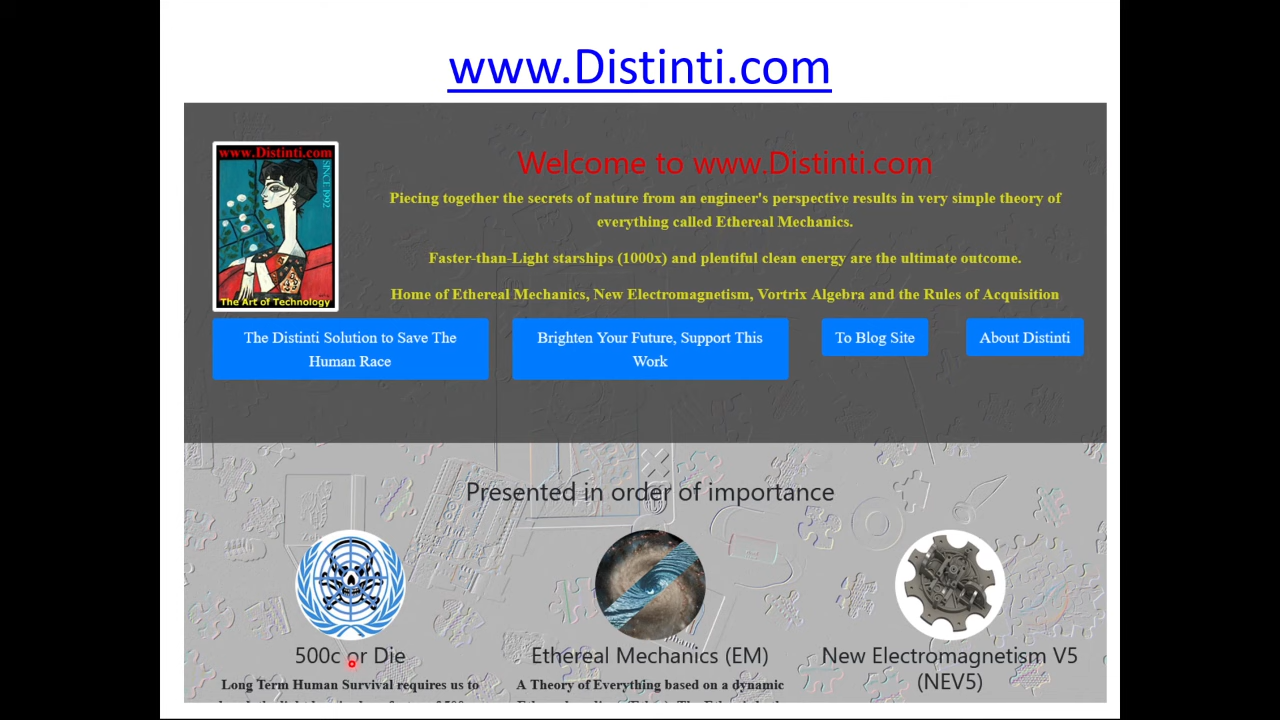 www.Distinti.com
www.Distinti.com
SINCE 1992
The Art of Technology
Welcome to www.Distinti.com
Piecing together the secrets of nature from an engineer's perspective results in very simple theory of
everything called Ethereal Mechanics.
Faster-than-Light starships (1000x) and plentiful clean energy are the ultimate outcome.
Home of Ethereal Mechanics, New Electromagnetism, Vortrix Algebra and the Rules of Acquisition
The Distinti Solution to Save The
Human Race
Brighten Your Future, Support This
Work
To Blog Site
About Distinti
Presented in order of importance
500c or Die
Long Term Human Survival requires us to
Ethereal Mechanics (EM)
A Theory of Everything based on a dynamic
New Electromagnetism V5
(NEV5)